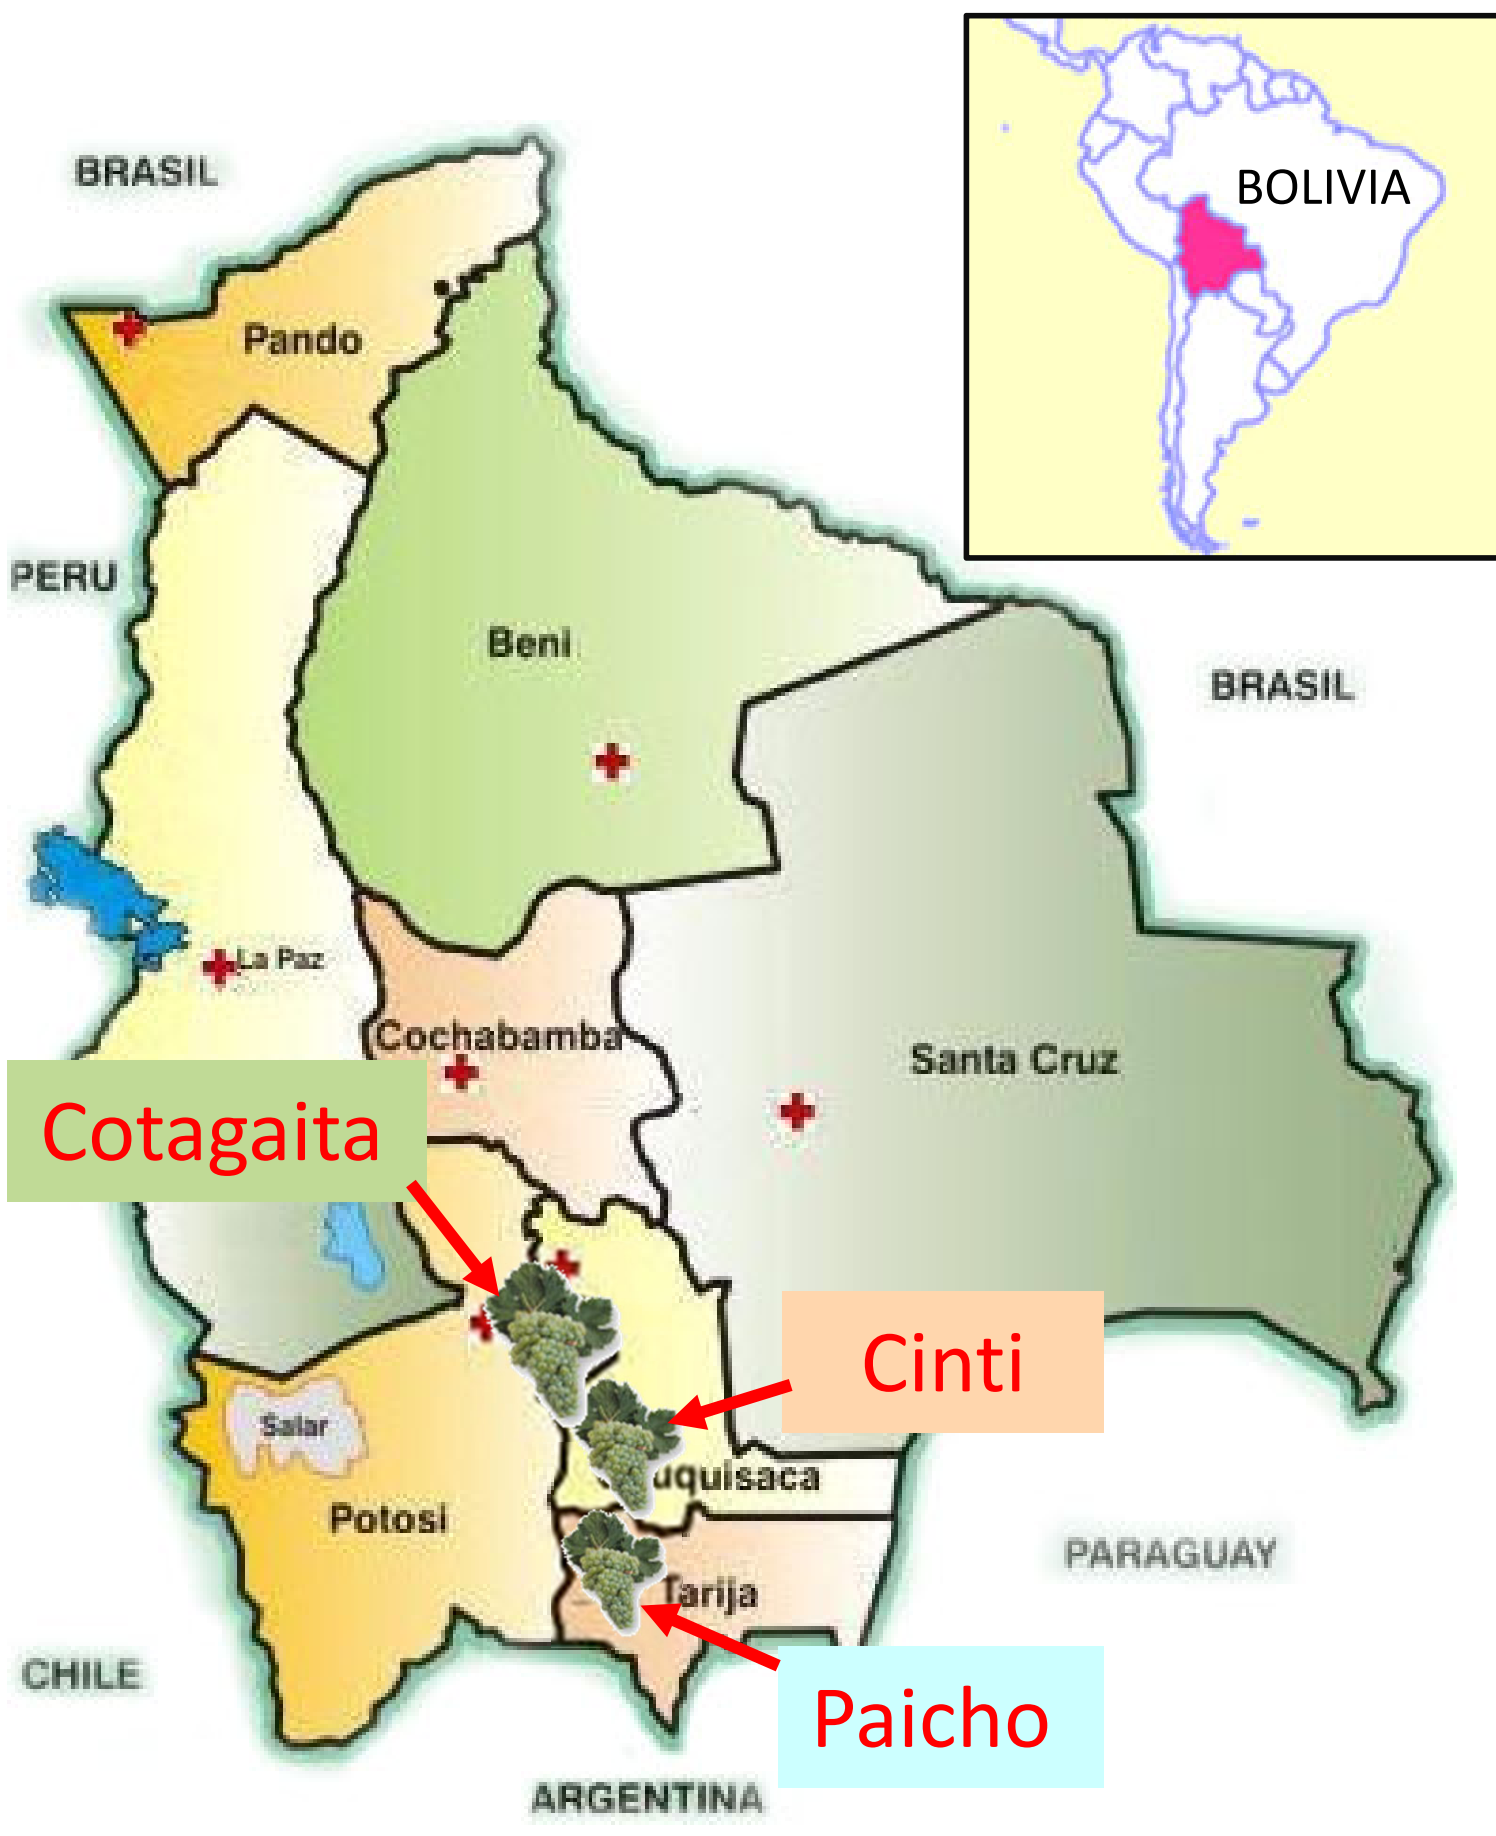 BOLIVIA
BRASIL
Pando
PERU
Beni
BRASIL
La Paz
Cochabamba
Santa Cruz
Cotagaita
Cinti
Salar
uquisaca
Potosi
PARAGUAY
Tarija
CHILE
Paicho
ARGENTINA